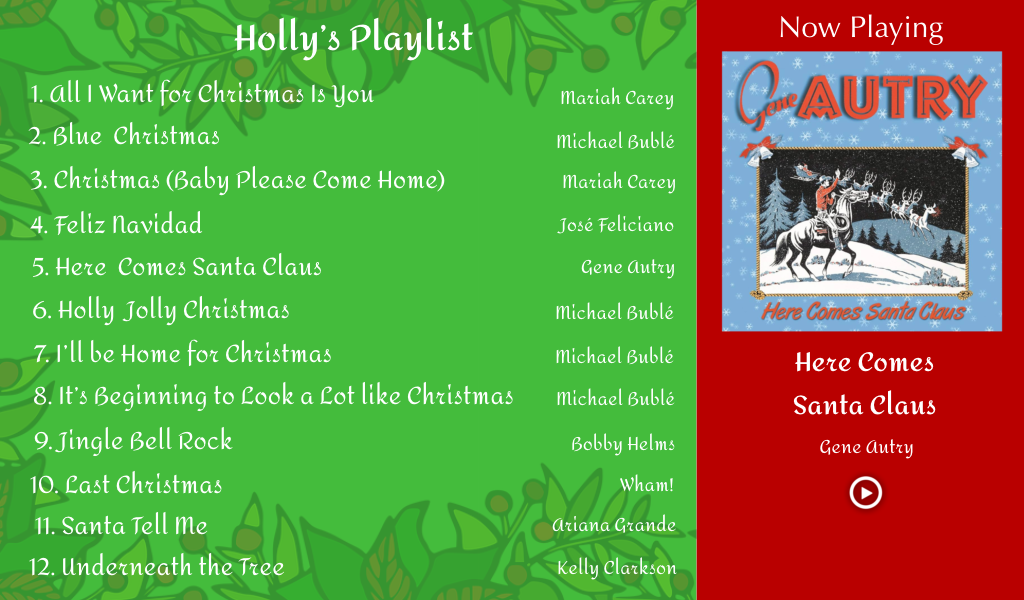 Holly's Playlist
1. All I Want for Christmas Is You Mariah Carey
2. Blue Christmas Michael Bublé
3. Christmas (Baby Please Come Home) Mariah Carey
4. Feliz Navidad José Feliciano
5. Here Comes Santa Claus Gene Autry
6. Holly Jolly Christmas Michael Bublé
7. I'll be Home for Christmas Michael Bublé
8. It's Beginning to Look a Lot like Christmas Michael Bublé
9. Jingle Bell Rock Bobby Helms
10. Last Christmas Wham!
11. Santa Tell Me Ariana Grande
12. Underneath the Tree Kelly Clarkson
Now Playing
Gene AUTRY
Here Comes Santa Claus
Here Comes
Santa Claus
Gene Autry